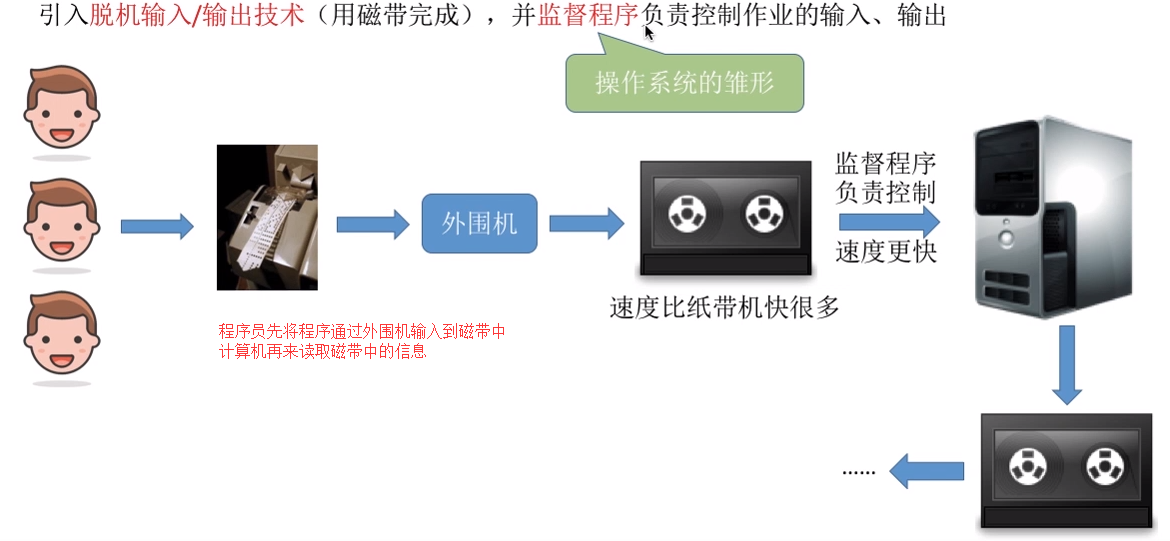 引入脱机输入/输出技术（用磁带完成），并监督程序负责控制作业的输入、输出
操作系统的雏形
外围机
监督程序
负责控制
速度更快
速度比纸带机快很多
程序员先将程序通过外围机输入到磁带中
计算机再来读取磁带中的信息
......